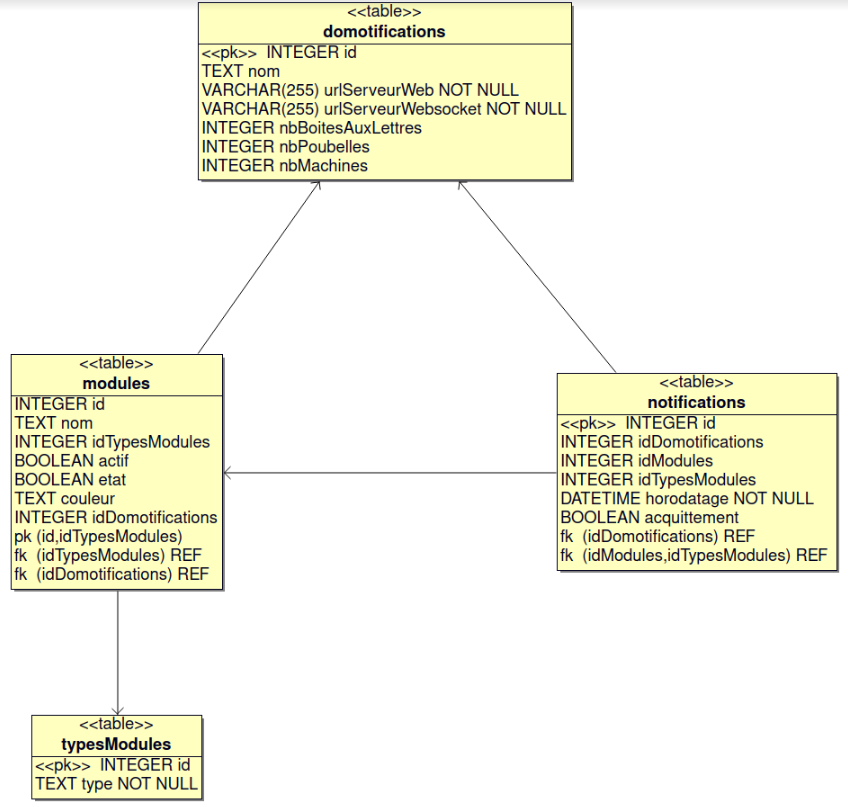 <<table>>
domotifications
<<pk>> INTEGER id
TEXT nom
VARCHAR(255) urlServeurWeb NOT NULL
VARCHAR(255) urlServeurWebsocket NOT NULL
INTEGER nbBoitesAuxLettres
INTEGER nbPoubelles
INTEGER nbMachines
<<table>>
modules
INTEGER id
TEXT nom
INTEGER idTypesModules
BOOLEAN actif
BOOLEAN etat
TEXT couleur
INTEGER idDomotifications
pk (id,idTypesModules)
fk (idTypesModules) REF
fk (idDomotifications) REF
<<table>>
notifications
<<pk>> INTEGER id
INTEGER idDomotifications
INTEGER idModules
INTEGER idTypesModules
DATETIME horodatage NOT NULL
BOOLEAN acquittement
fk (idDomotifications) REF
fk (idModules,idTypesModules) REF
<<table>>
typesModules
<<pk>> INTEGER id
TEXT type NOT NULL